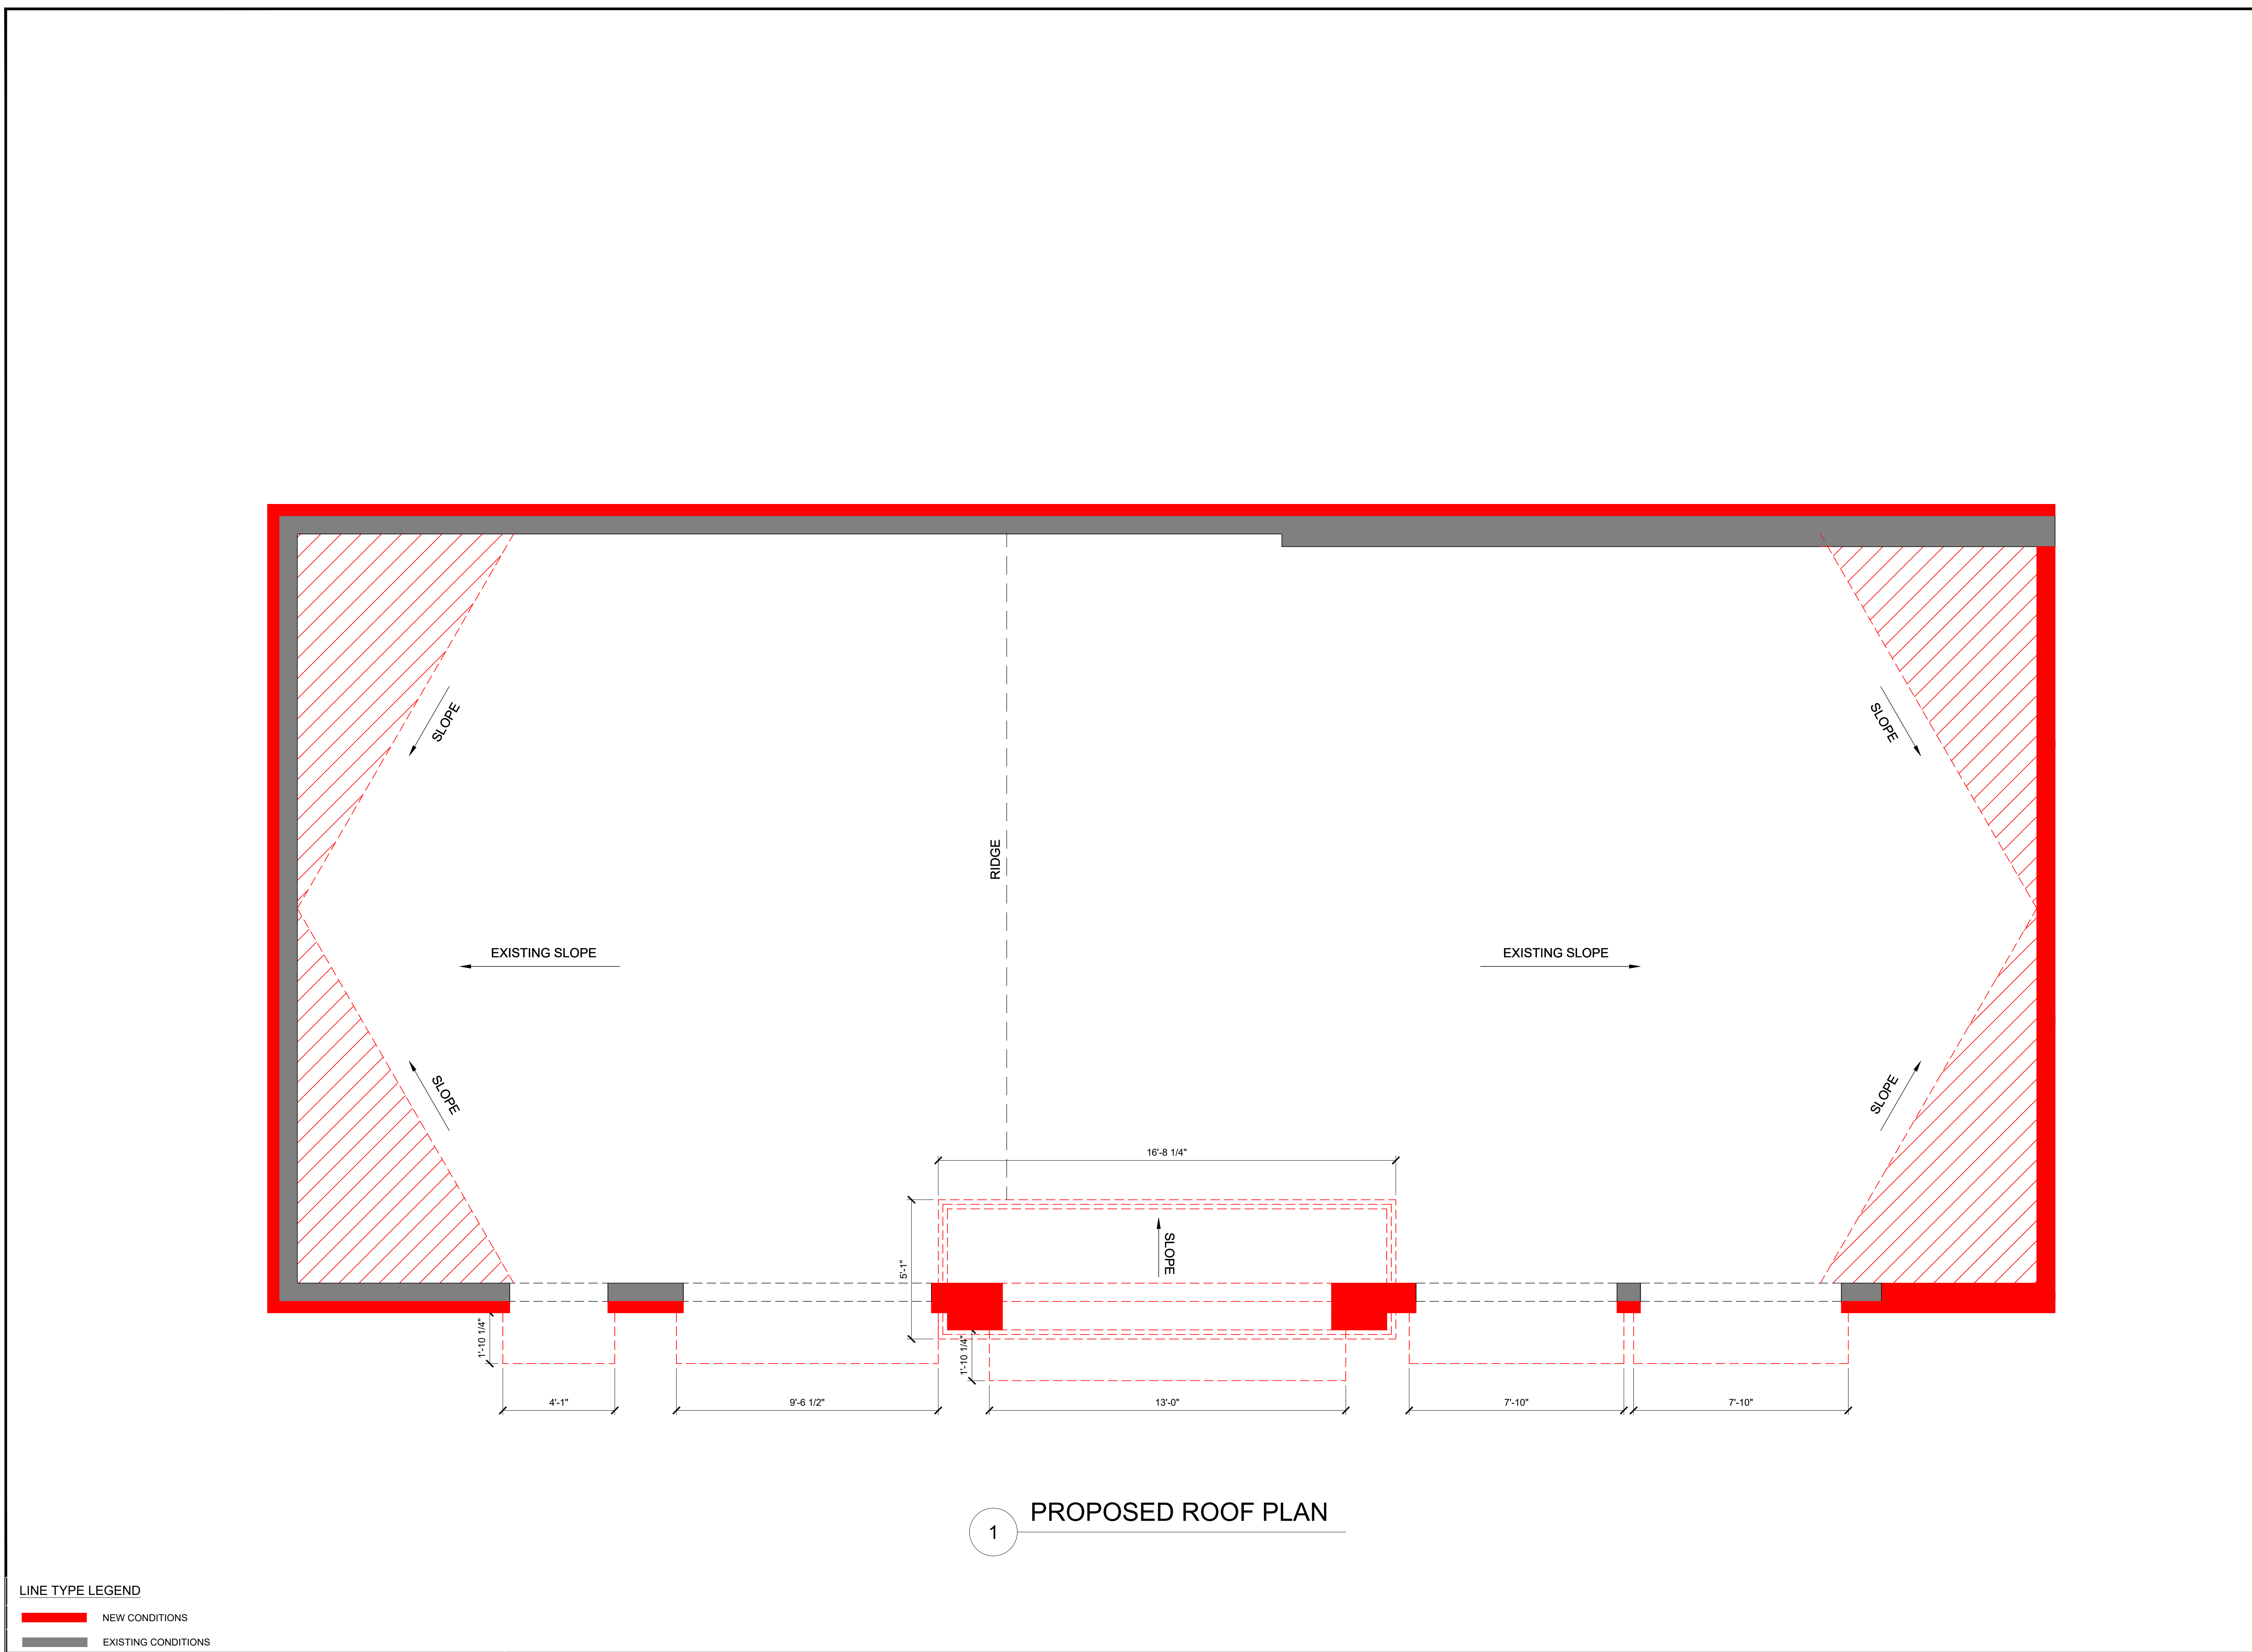 SLOPE
SLOPE
RIDGE
EXISTING SLOPE
EXISTING SLOPE
SLOPE
SLOPE
16'-8 1/4"
5'-1"
SLOPE
1'-10 1/4"
1'-10 1/4"
4'-1"
9'-6 1/2"
13'-0"
7'-10"
7'-10"
1
PROPOSED ROOF PLAN
LINE TYPE LEGEND
NEW CONDITIONS
EXISTING CONDITIONS